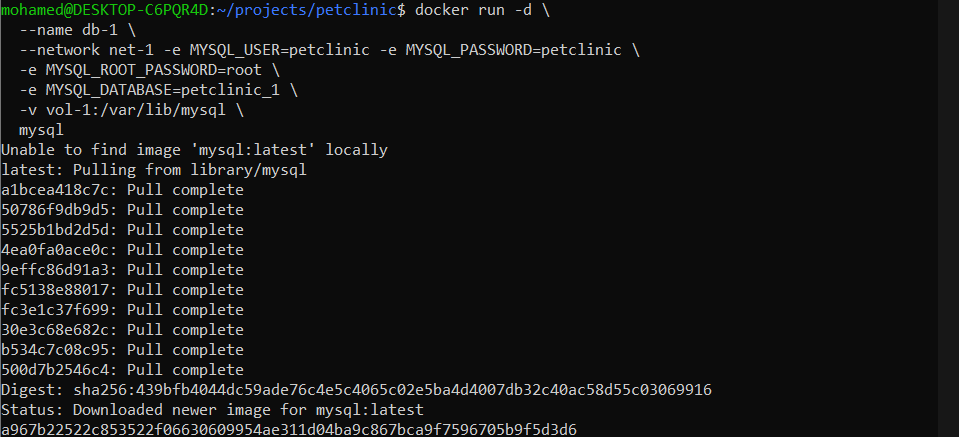 mohamed@DESKTOP-C6PQR4D:~/projects/petclinic$ docker run -d \
--name db-1 \
--network net-1 -e MYSQL_USER=petclinic -e MYSQL_PASSWORD=petclinic \
-e MYSQL_ROOT_PASSWORD=root \
-e MYSQL_DATABASE=petclinic_1 \
-v vol-1:/var/lib/mysql \
mysql
Unable to find image 'mysql:latest' locally
latest: Pulling from library/mysql
a1bcea418c7c: Pull complete
50786f9db9d5: Pull complete
5525b1bd2d5d: Pull complete
4ea0fa0ace0c: Pull complete
9effc86d91a3: Pull complete
fc5138e88017: Pull complete
fc3e1c37f699: Pull complete
30e3c68e682c: Pull complete
b534c7c08c95: Pull complete
500d7b2546c4: Pull complete
Digest: sha256:439bfb4044dc59ade76c4e5c4065c02e5ba4d4007db32c40ac58d55c03069916
Status: Downloaded newer image for mysql:latest
a967b22522c853522f06630609954ae311d04ba9c867bca9f7596705b9f5d3d6